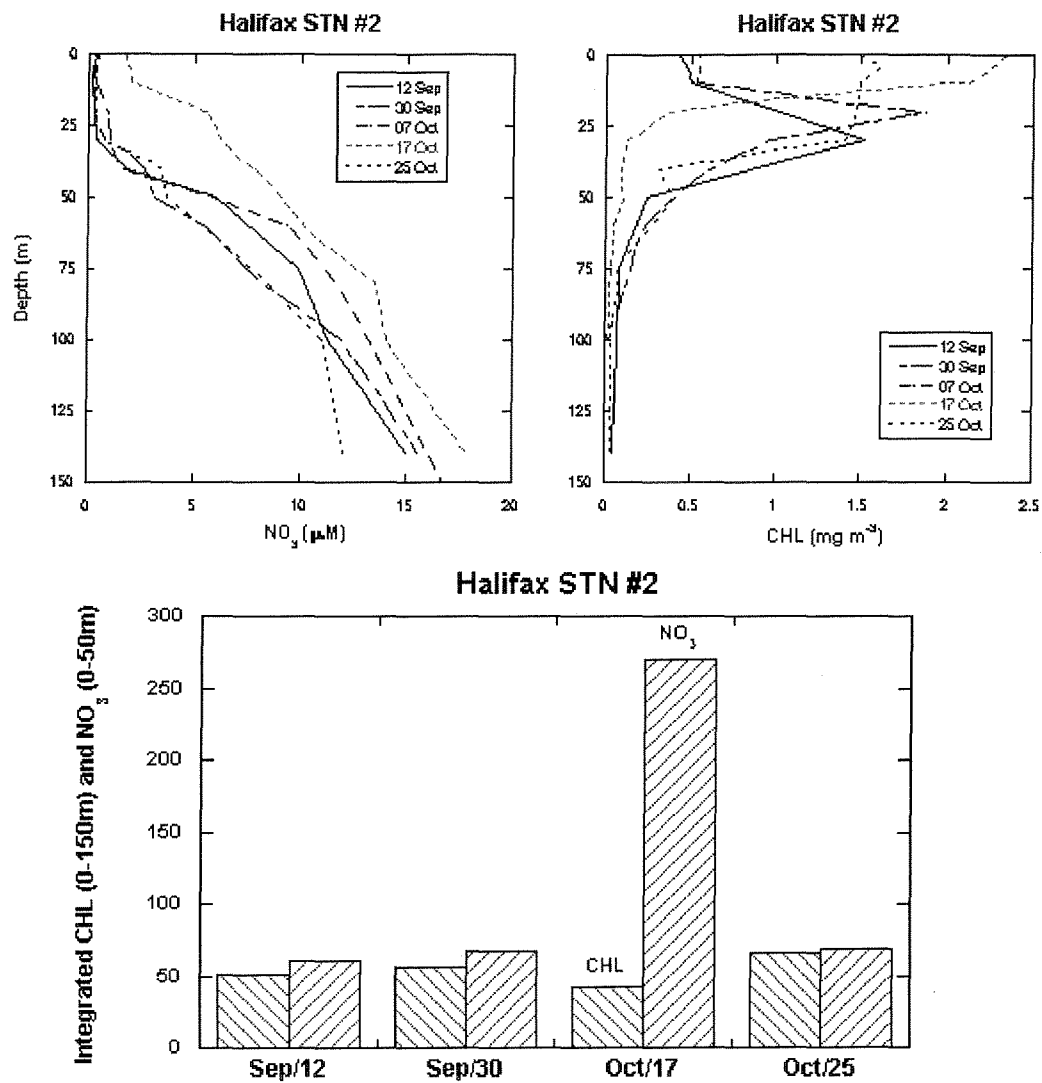 Halifax STN #2
0
25
50
75
100
125
150
Depth (m)
12 Sep
30 Sep
07 Oct
17 Oct
25 Oct
0 5 10 15 20
NO3 (µM)
Halifax STN #2
0
25
50
75
100
125
150
12 Sep
30 Sep
07 Oct
17 Oct
25 Oct
0 0.5 1 1.5 2 2.5
CHL (mg m-3)
Halifax STN #2
Integrated CHL (0-150m) and NO3 (0-50m)
300
250
200
150
100
50
0
NO3
CHL
Sep/12 Sep/30 Oct/17 Oct/25